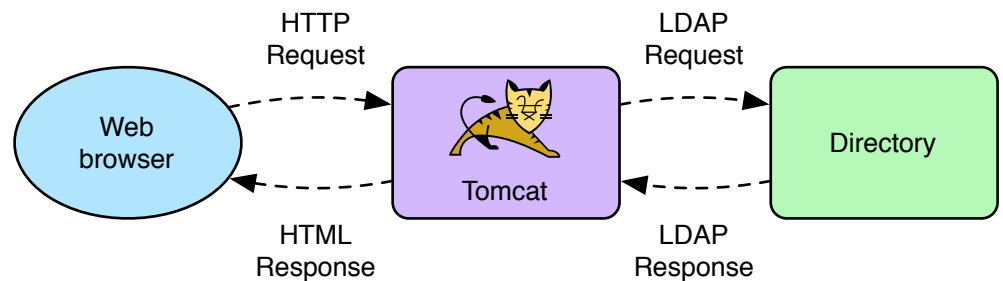 HTTP
Request
LDAP
Request
Web
browser
Tomcat
Directory
HTML
Response
LDAP
Response